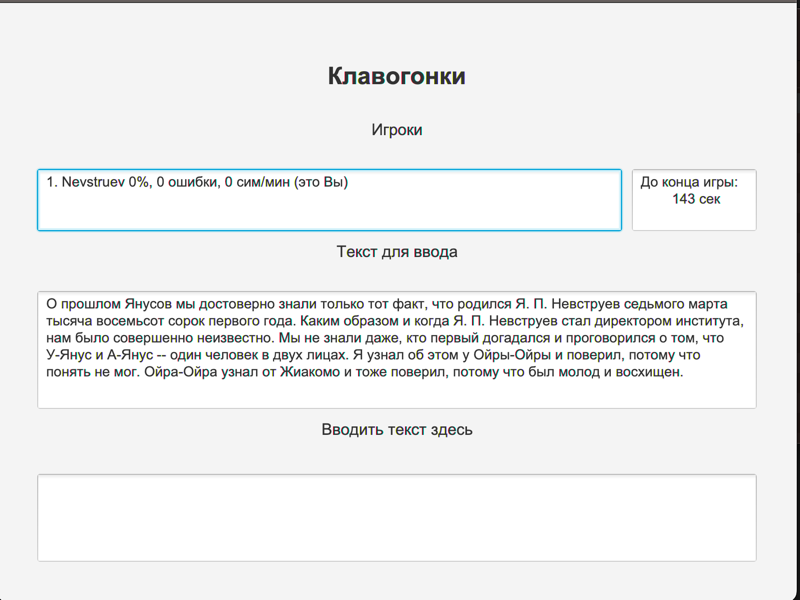 Клавогонки
Игроки
1. Nevstruev 0%, 0 ошибки, 0 сим/мин (это Вы)
До конца игры:
143 сек
Текст для ввода
О прошлом Янусов мы достоверно знали только тот факт, что родился Я. П. Невструев седьмого марта
тысяча восемьсот сорок первого года. Каким образом и когда Я. П. Невструев стал директором института,
нам было совершенно неизвестно. Мы не знали даже, кто первый догадался и проговорился о том, что
У-Янус и А-Янус -- один человек в двух лицах. Я узнал об этом у Ойры-Ойры и поверил, потому что
понять не мог. Ойра-Ойра узнал от Жиакомо и тоже поверил, потому что был молод и восхищен.
Вводить текст здесь